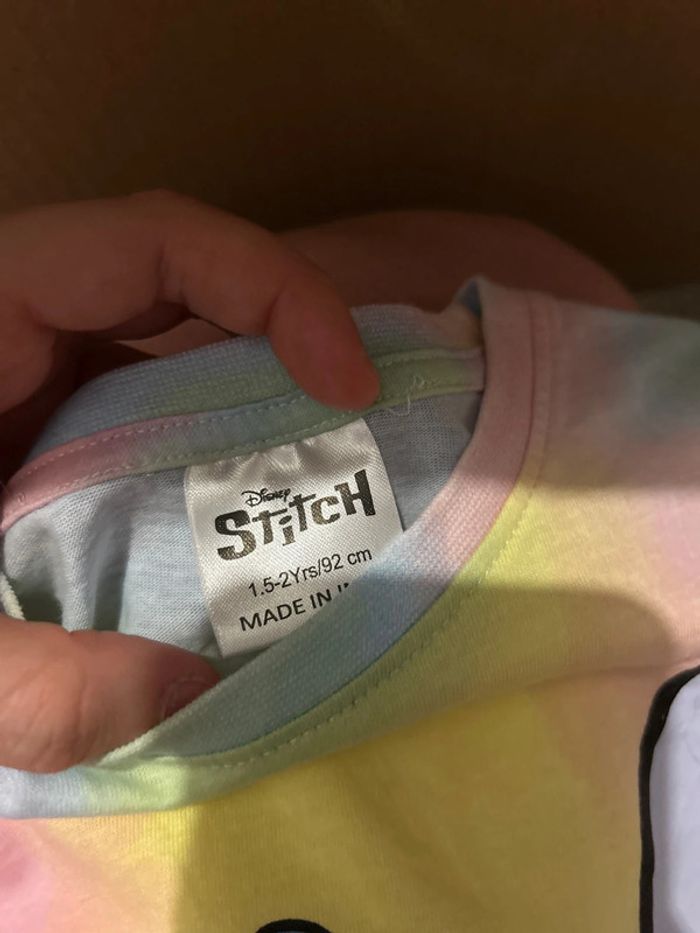 Disney
STITCH
1.5-2Yrs/92 cm
MADE IN